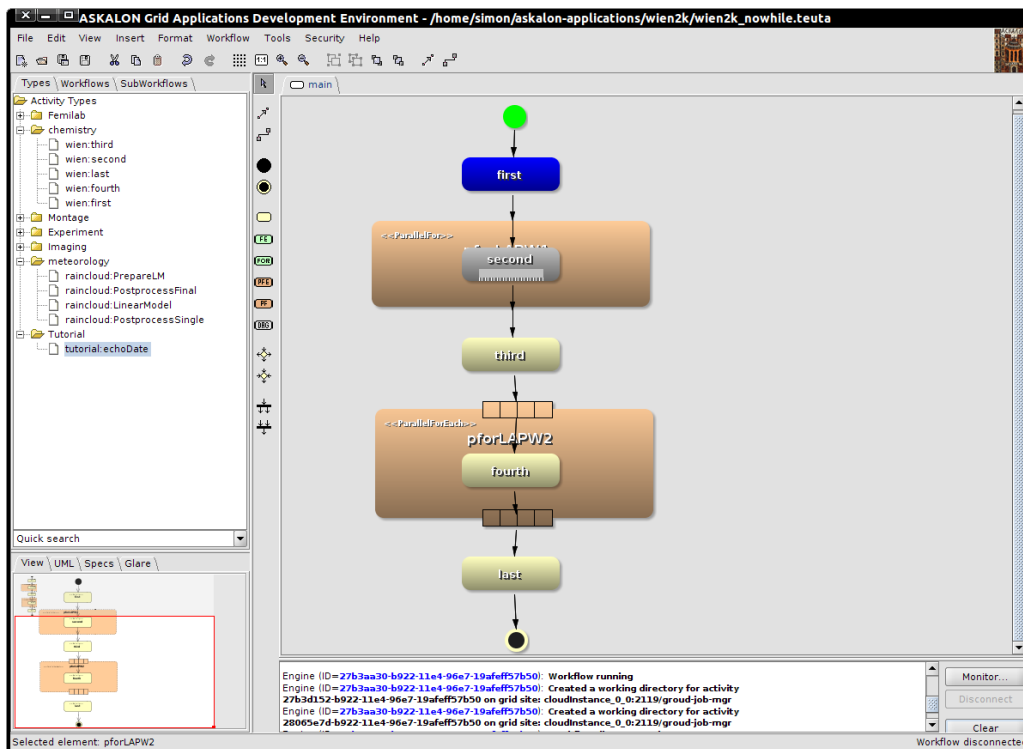 ASKALON Grid Applications Development Environment - /home/simon/askalon-applications/wien2k/wien2k_nowhile.teuta
File Edit View Insert Format Workflow Tools Security Help
Types Workflows SubWorkflows
main
Activity Types
Femilab
chemistry
wien:third
wien:second
wien:last
wien:fourth
wien:first
Montage
Experiment
Imaging
meteorology
raincloud:PrepareLM
raincloud:PostprocessFinal
raincloud:LinearModel
raincloud:PostprocessSingle
Tutorial
tutorial:echoDate
Quick search
1:1
FE
FOR
PFE
PF
DAG
first
<<ParallelFor>>
second
third
<<ParallelForEach>>
pforLAPW2
fourth
last
View UML Specs Glare
Engine (ID=27b3aa30-b922-11e4-96e7-19afeff57b50): Workflow running
Engine (ID=27b3aa30-b922-11e4-96e7-19afeff57b50): Created a working directory for activity
27b3d152-b922-11e4-96e7-19afeff57b50 on grid site: cloudInstance_0_0:2119/groud-job-mgr
Engine (ID=27b3aa30-b922-11e4-96e7-19afeff57b50): Created a working directory for activity
28065e7d-b922-11e4-96e7-19afeff57b50 on grid site: cloudInstance_0_0:2119/groud-job-mgr
Monitor...
Disconnect
Clear
Selected element: pforLAPW2
Workflow disconnected